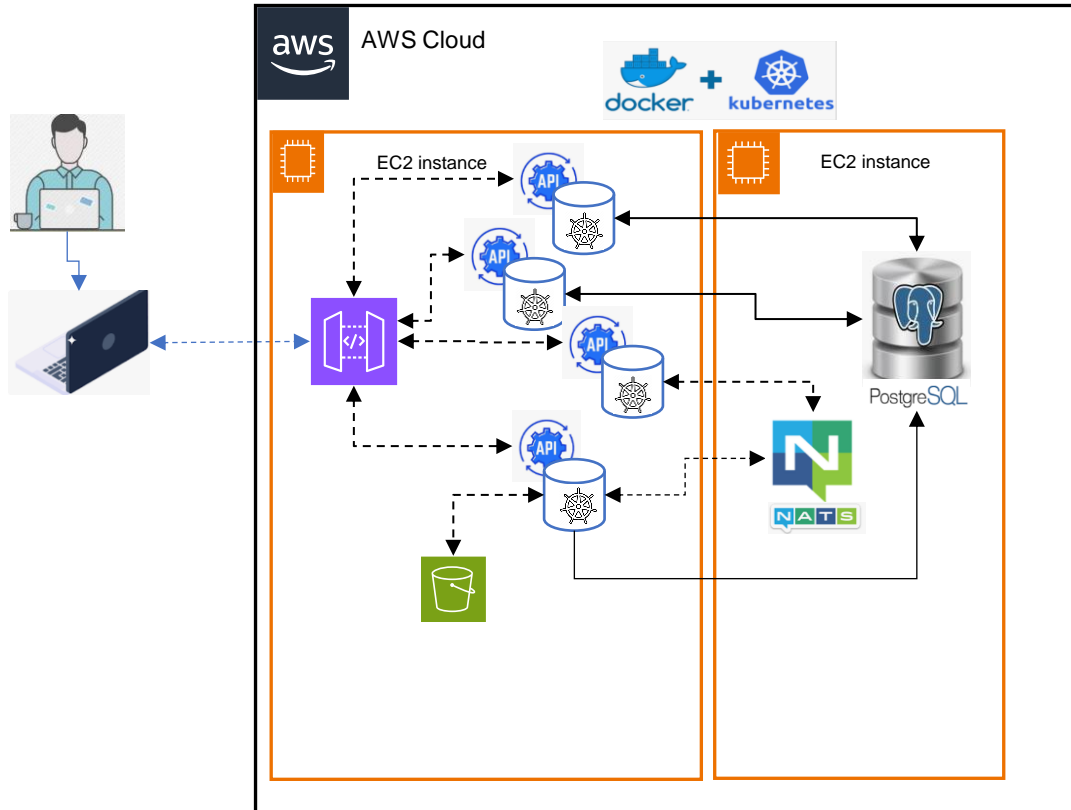 aws
AWS Cloud
docker + kubernetes
EC2 instance
EC2 instance
API
API
API
API
</>
PostgreSQL
N
NATS